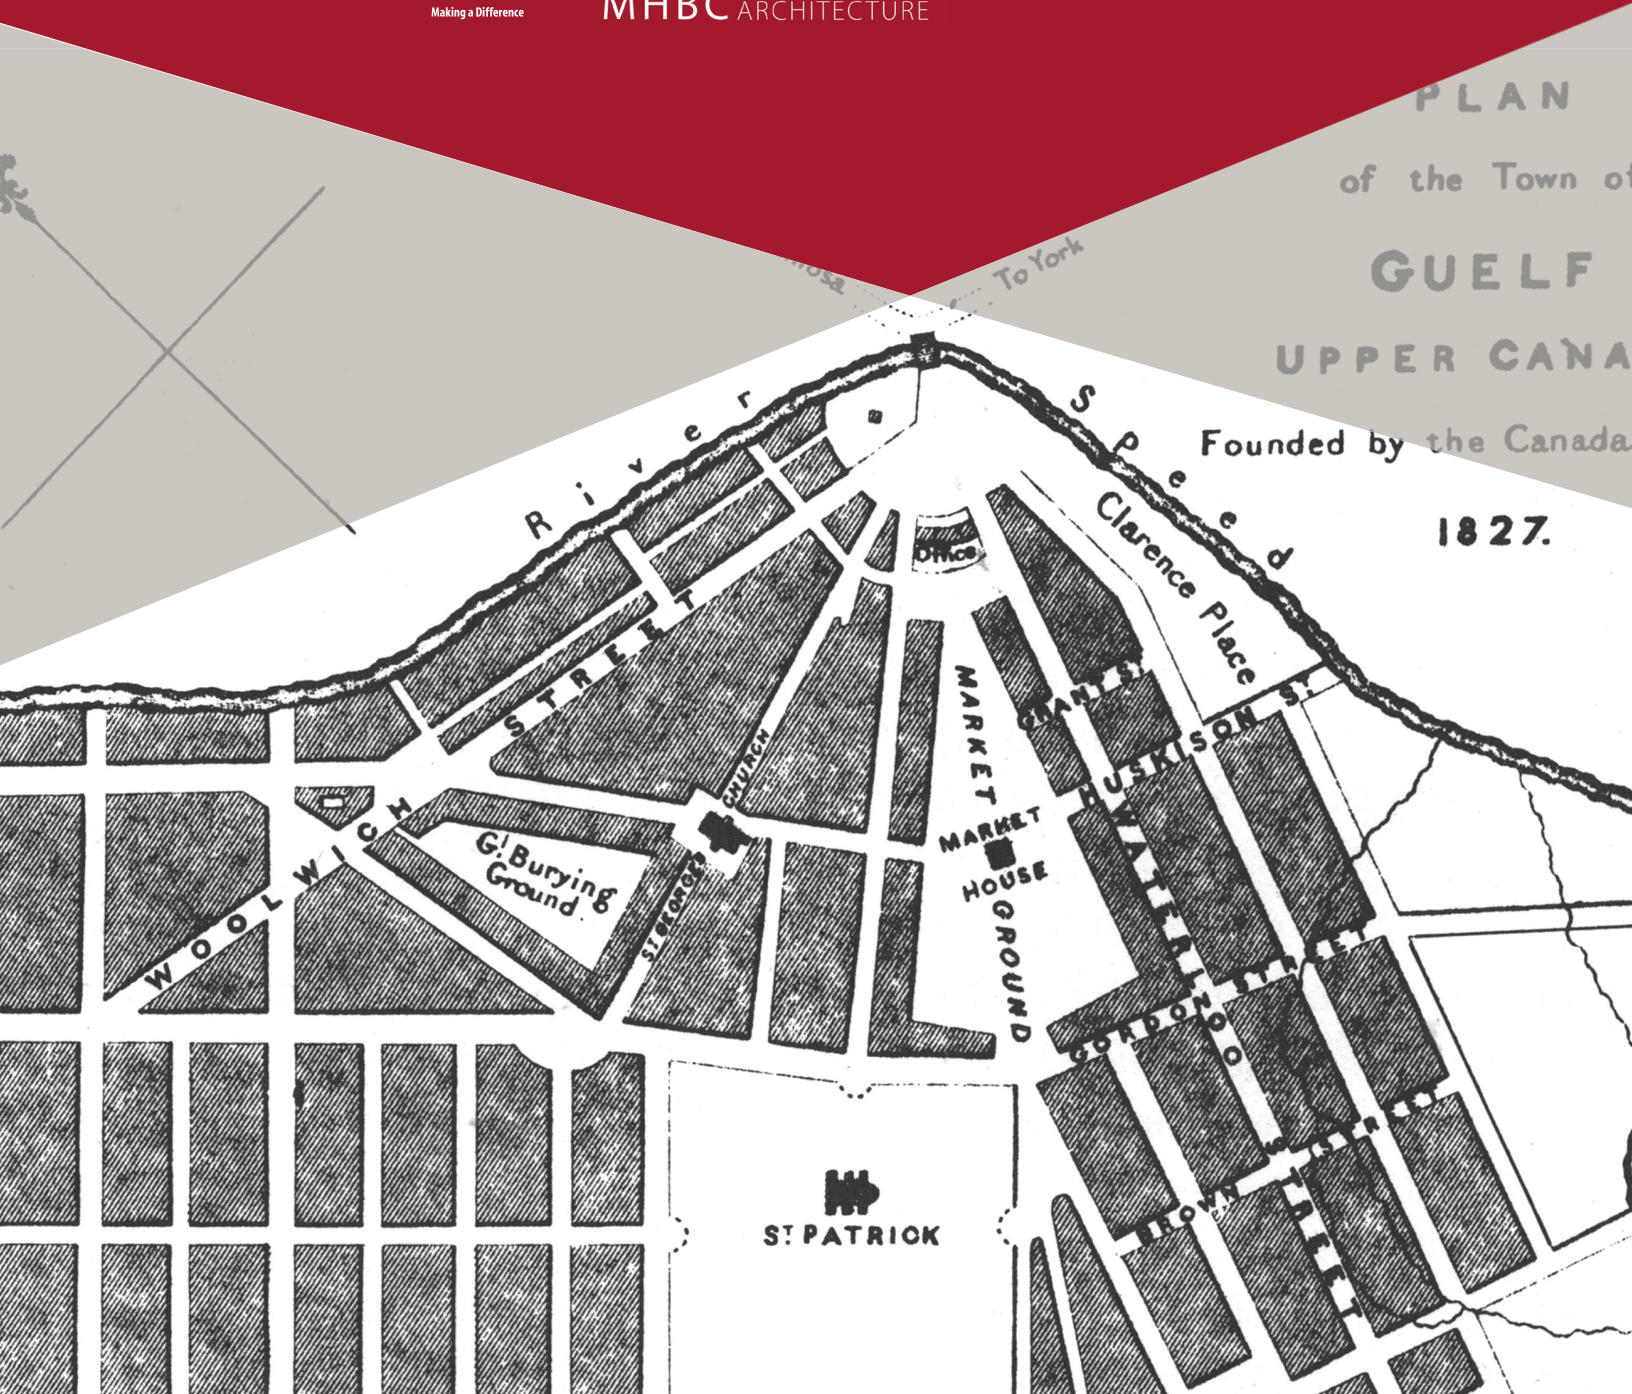 Making a Difference
MHBC ARCHITECTURE
PLAN
of the Town of
GUELF
UPPER CANA
Founded by the Canada
1827.
To York
River Speed
Clarence Place
Office
STREET
CHURCH
MARKET
GRANT ST
HUSKISON ST
MARKET
HOUSE
GROUND
WOOLWICH
G! Burying
Ground
ST GEORGES
WATERLOO
GORDON STREET
BROWN STREET
STREET
ST PATRICK